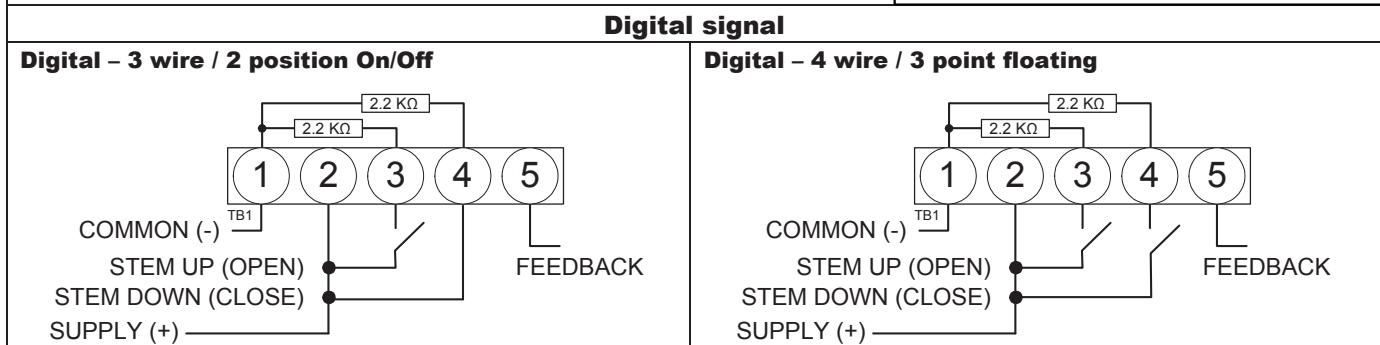 Digital signal
Digital – 3 wire / 2 position On/Off
2.2 KΩ
2.2 KΩ
1 2 3 4 5
TB1
COMMON (-)
STEM UP (OPEN)
FEEDBACK
STEM DOWN (CLOSE)
SUPPLY (+)
Digital – 4 wire / 3 point floating
2.2 KΩ
2.2 KΩ
1 2 3 4 5
TB1
COMMON (-)
STEM UP (OPEN)
FEEDBACK
STEM DOWN (CLOSE)
SUPPLY (+)